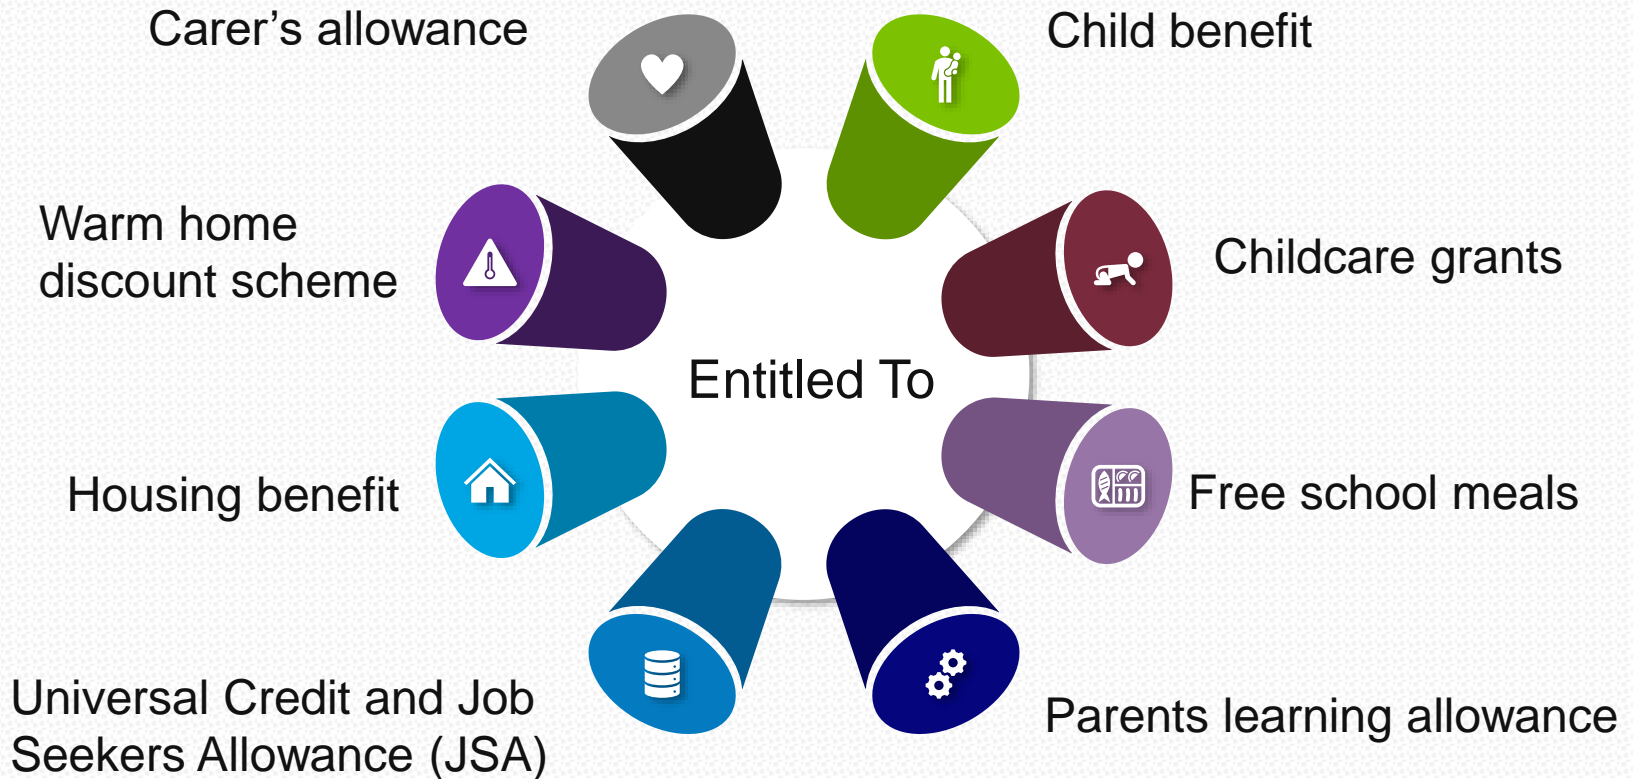 Carer’s allowance
Child benefit
Warm home
discount scheme
Childcare grants
Entitled To
Housing benefit
Free school meals
Universal Credit and Job
Seekers Allowance (JSA)
Parents learning allowance